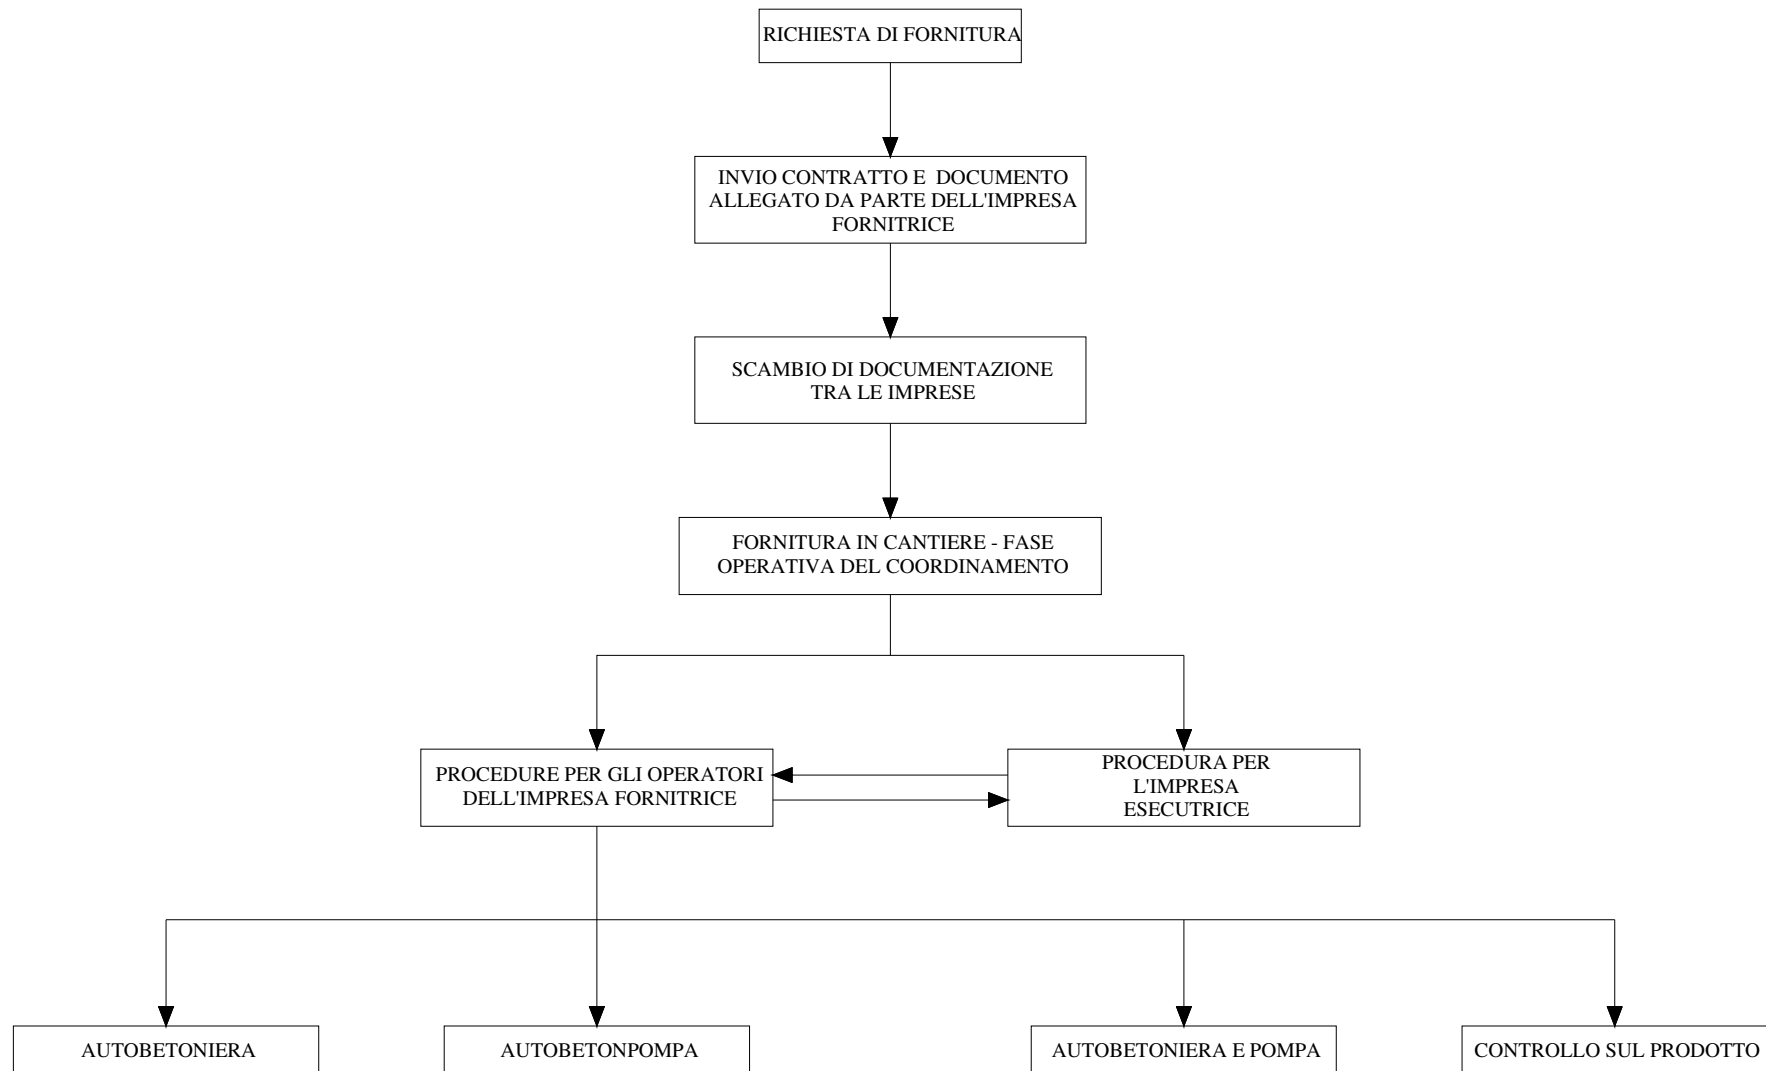 RICHIESTA DI FORNITURA
INVIO CONTRATTO E DOCUMENTO
ALLEGATO DA PARTE DELL'IMPRESA
FORNITRICE
SCAMBIO DI DOCUMENTAZIONE
TRA LE IMPRESE
FORNITURA IN CANTIERE - FASE
OPERATIVA DEL COORDINAMENTO
PROCEDURE PER GLI OPERATORI
DELL'IMPRESA FORNITRICE
PROCEDURA PER
L'IMPRESA
ESECUTRICE
AUTOBETONIERA
AUTOBETONPOMPA
AUTOBETONIERA E POMPA
CONTROLLO SUL PRODOTTO